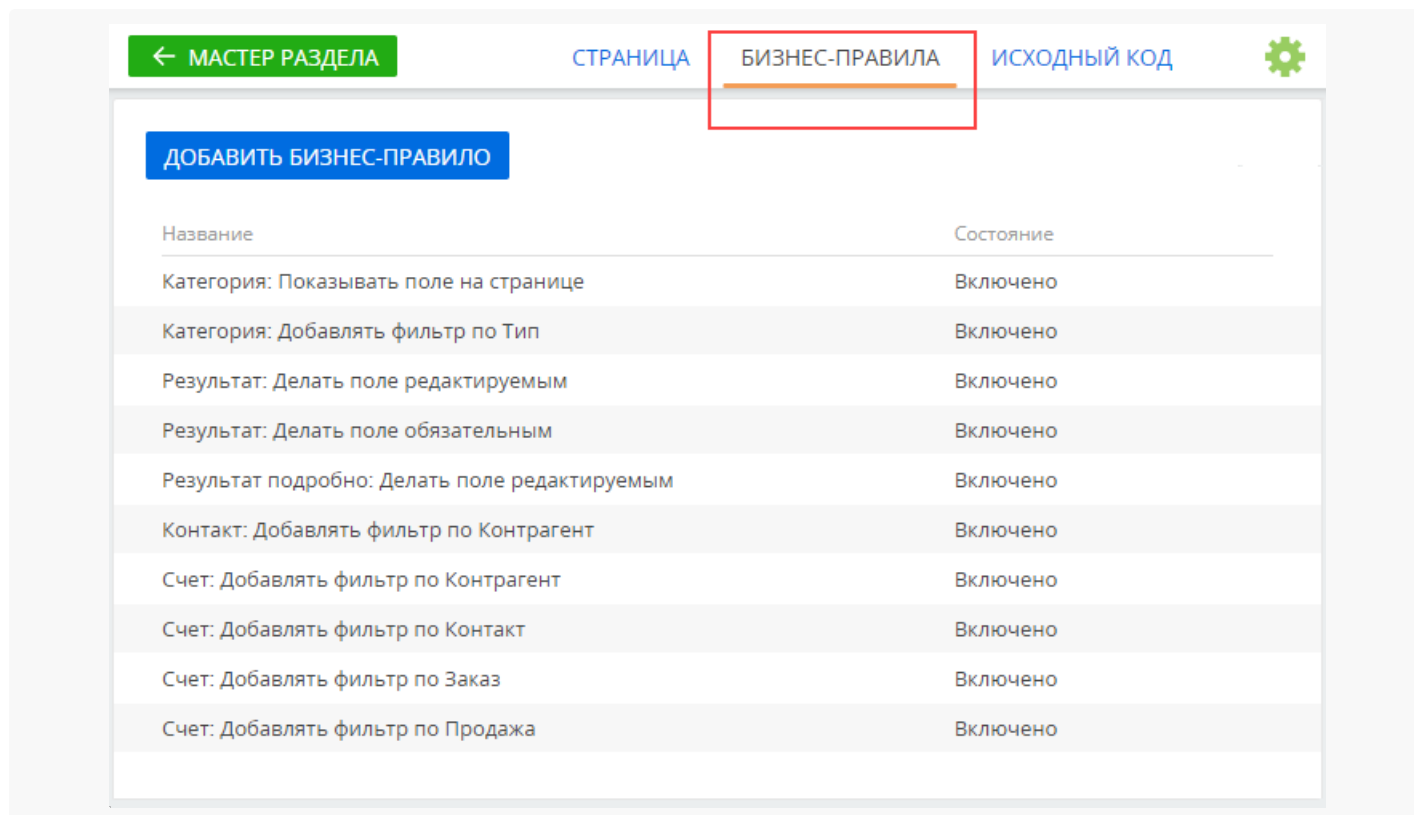 ← МАСТЕР РАЗДЕЛА СТРАНИЦА БИЗНЕС-ПРАВИЛА ИСХОДНЫЙ КОД
ДОБАВИТЬ БИЗНЕС-ПРАВИЛО
Название Состояние
Категория: Показывать поле на странице Включено
Категория: Добавлять фильтр по Тип Включено
Результат: Делать поле редактируемым Включено
Результат: Делать поле обязательным Включено
Результат подробно: Делать поле редактируемым Включено
Контакт: Добавлять фильтр по Контрагент Включено
Счет: Добавлять фильтр по Контрагент Включено
Счет: Добавлять фильтр по Контакт Включено
Счет: Добавлять фильтр по Заказ Включено
Счет: Добавлять фильтр по Продажа Включено